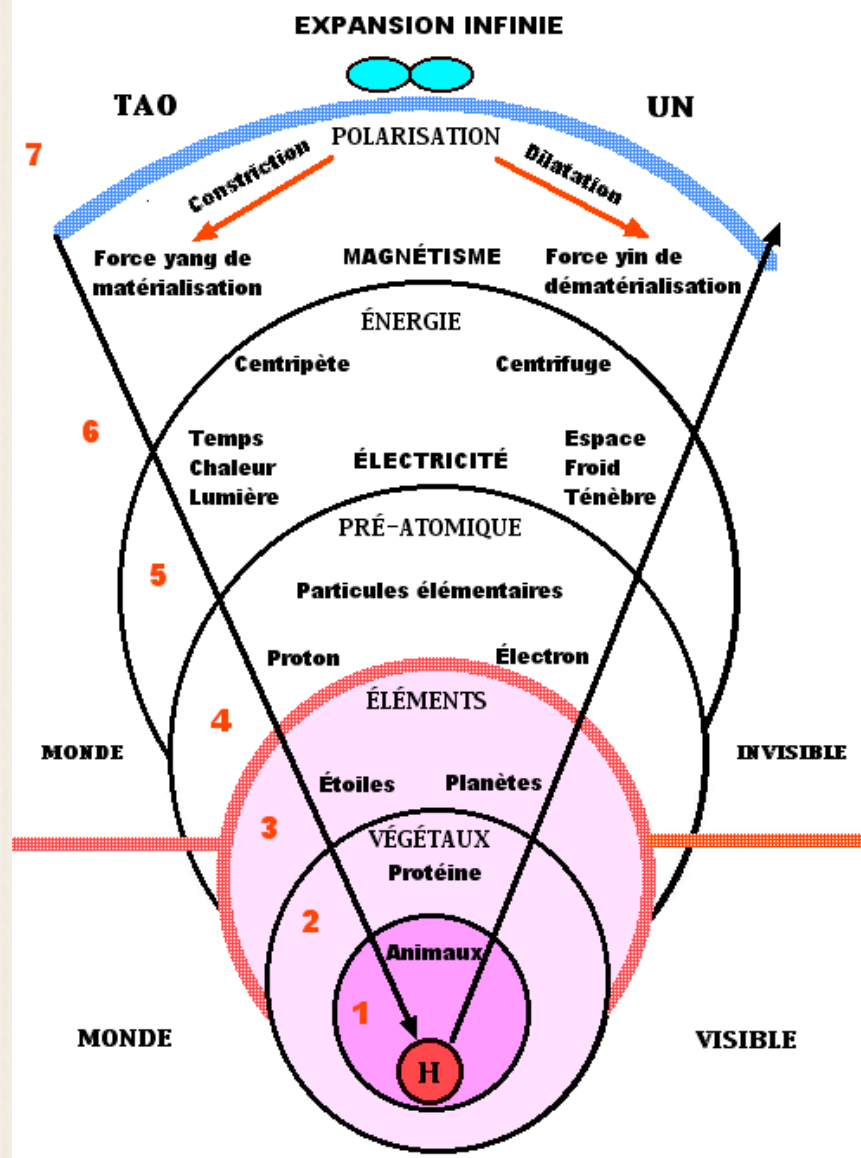 EXPANSION INFINIE
TAO
UN
POLARISATION
7
Constriction
Dilatation
Force yang de
matérialisation
MAGNÉTISME
Force yin de
dématérialisation
ÉNERGIE
Centripète
Centrifuge
6
Temps
Chaleur
Lumière
ÉLECTRICITÉ
Espace
Froid
Ténèbre
PRÉ-ATOMIQUE
5
Particules élémentaires
Proton
Électron
ÉLÉMENTS
4
MONDE
INVISIBLE
Étoiles
Planètes
3
VÉGÉTAUX
Protéine
2
Animaux
1
MONDE
VISIBLE
H